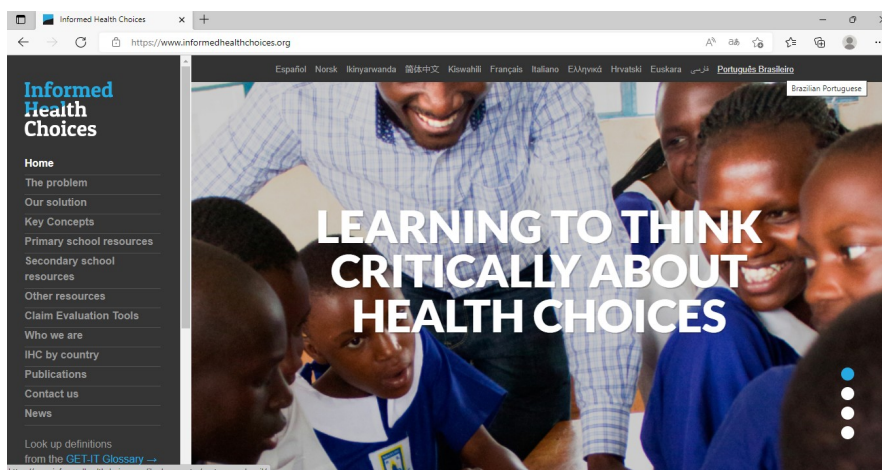 Informed Health Choices
https://www.informedhealthchoices.org
Español Norsk Ikinyarwanda 简体中文 Kiswahili Français Italiano Ελληνικά Hrvatski Euskara فارسی Português Brasileiro
Brazilian Portuguese
Informed
Health
Choices
Home
The problem
Our solution
Key Concepts
Primary school resources
Secondary school
resources
Other resources
Claim Evaluation Tools
Who we are
IHC by country
Publications
Contact us
News
Look up definitions
from the GET-IT Glossary →
LEARNING TO THINK
CRITICALLY ABOUT
HEALTH CHOICES